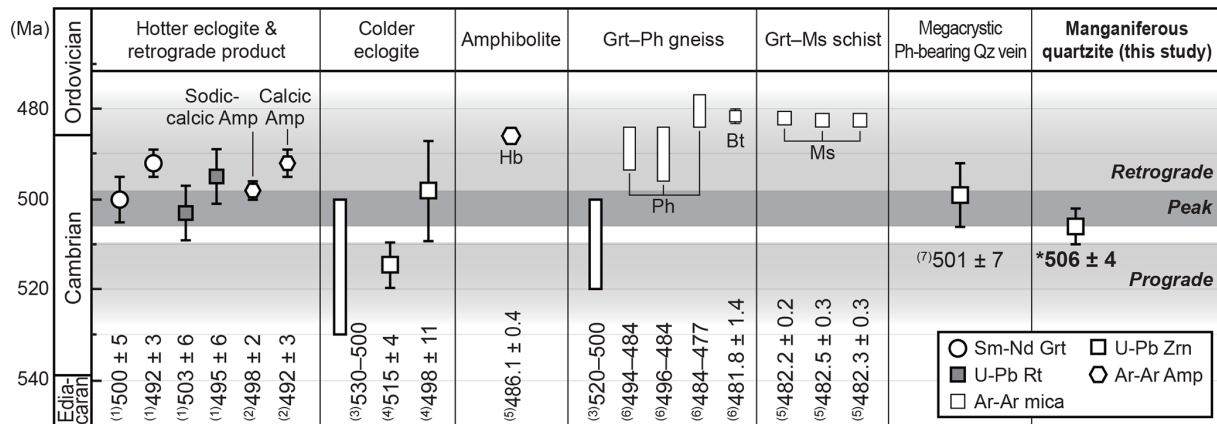 (Ma)
Hotter eclogite &
retrograde product
Colder
eclogite
Amphibolite
Grt–Ph gneiss
Grt–Ms schist
Megacrystic
Ph-bearing Qz vein
Manganiferous
quartzite (this study)
Ordovician
Cambrian
Edia-
caran
480
500
520
540
Sodic-
calcic Amp
Calcic
Amp
Hb
Ph
Bt
Ms
Retrograde
Peak
Prograde
(1)500 ± 5
(1)492 ± 3
(1)503 ± 6
(1)495 ± 6
(2)498 ± 2
(2)492 ± 3
(3)530–500
(4)515 ± 4
(4)498 ± 11
(5)486.1 ± 0.4
(3)520–500
(6)494–484
(6)496–484
(6)484–477
(6)481.8 ± 1.4
(5)482.2 ± 0.2
(5)482.5 ± 0.3
(5)482.3 ± 0.3
(7)501 ± 7
*506 ± 4
Sm-Nd Grt
U-Pb Zrn
U-Pb Rt
Ar-Ar Amp
Ar-Ar mica